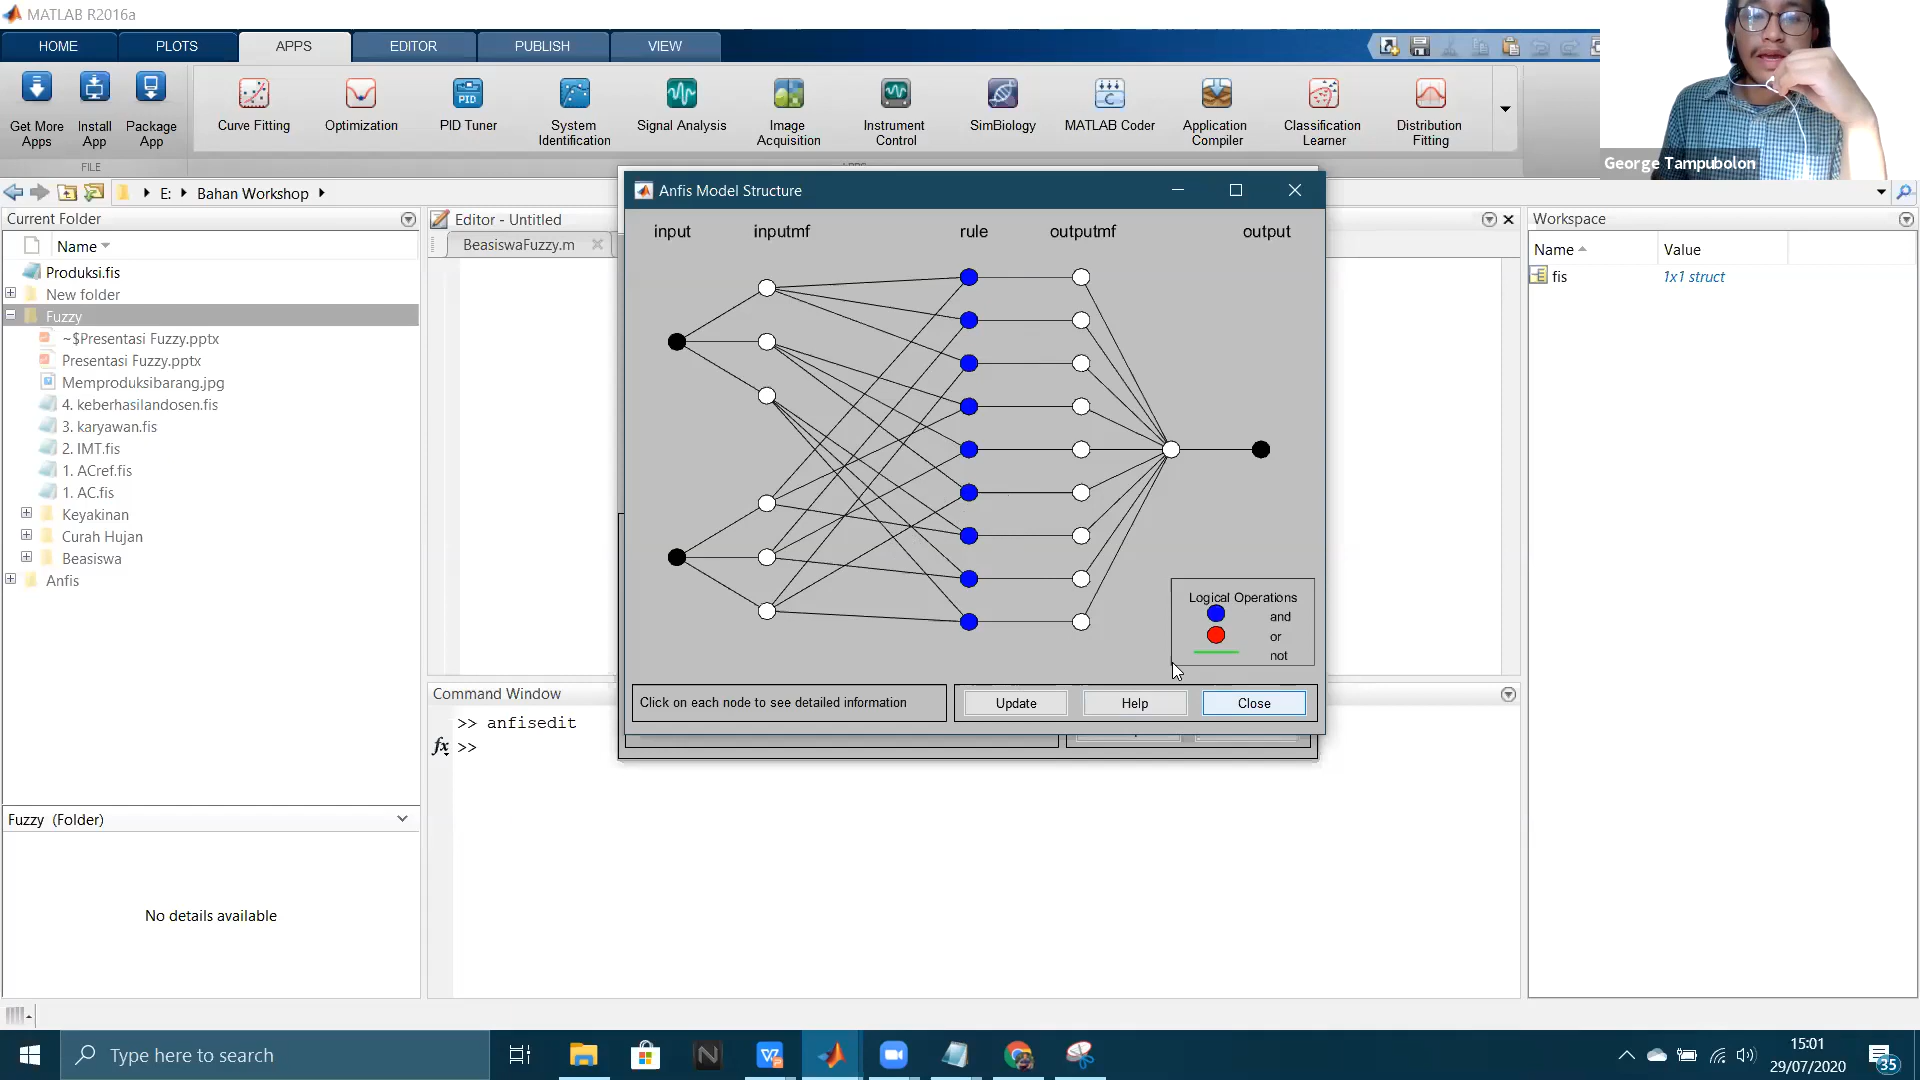 MATLAB R2016a
HOME
PLOTS
APPS
EDITOR
PUBLISH
VIEW
Get More Apps
Install App
Package App
Curve Fitting
Optimization
PID
PID Tuner
System Identification
Signal Analysis
Image Acquisition
Instrument Control
SimBiology
MATLAB Coder
Application Compiler
Classification Learner
Distribution Fitting
FILE
George Tampubolon
E:
Bahan Workshop
Current Folder
Name
Produksi.fis
New folder
Fuzzy
~$Presentasi Fuzzy.pptx
Presentasi Fuzzy.pptx
Memproduksibarang.jpg
4. keberhasilandosen.fis
3. karyawan.fis
2. IMT.fis
1. ACref.fis
1. AC.fis
Keyakinan
Curah Hujan
Beasiswa
Anfis
Fuzzy (Folder)
No details available
Editor - Untitled
BeasiswaFuzzy.m
Anfis Model Structure
input
inputmf
rule
outputmf
output
Logical Operations
and
or
not
Click on each node to see detailed information
Update
Help
Close
Command Window
>> anfisedit
fx >>
Workspace
Name
Value
fis
1x1 struct
Type here to search
15:01
29/07/2020
35